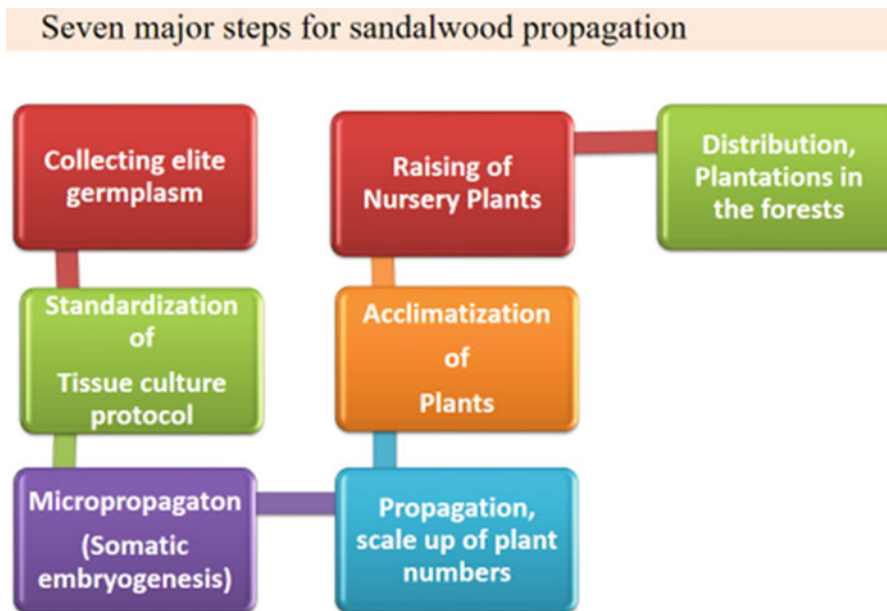 Seven major steps for sandalwood propagation
Collecting elite
germplasm
Standardization
of
Tissue culture
protocol
Micropropagaton
(Somatic
embryogenesis)
Propagation,
scale up of plant
numbers
Acclimatization
of
Plants
Raising of
Nursery Plants
Distribution,
Plantations in
the forests